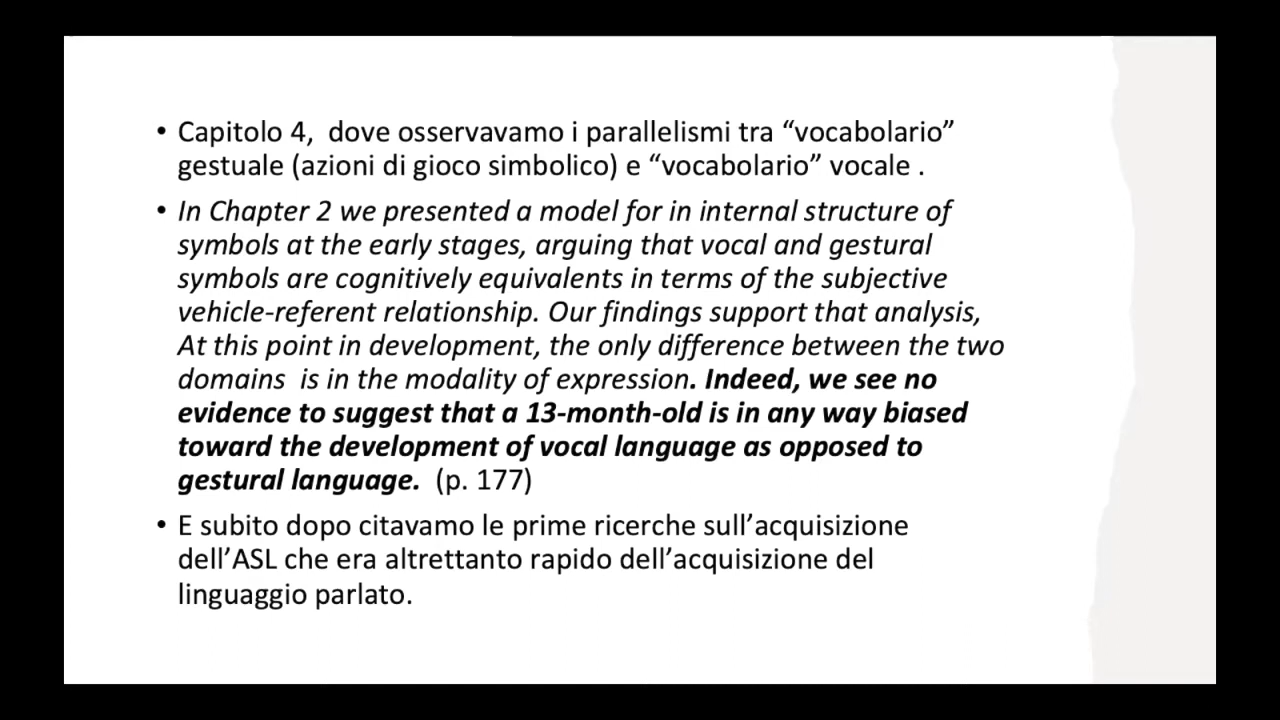 • Capitolo 4,  dove osservavamo i parallelismi tra “vocabolario”
gestuale (azioni di gioco simbolico) e “vocabolario” vocale .
• In Chapter 2 we presented a model for in internal structure of
symbols at the early stages, arguing that vocal and gestural
symbols are cognitively equivalents in terms of the subjective
vehicle-referent relationship. Our findings support that analysis,
At this point in development, the only difference between the two
domains  is in the modality of expression. Indeed, we see no
evidence to suggest that a 13-month-old is in any way biased
toward the development of vocal language as opposed to
gestural language.  (p. 177)
• E subito dopo citavamo le prime ricerche sull’acquisizione
dell’ASL che era altrettanto rapido dell’acquisizione del
linguaggio parlato.